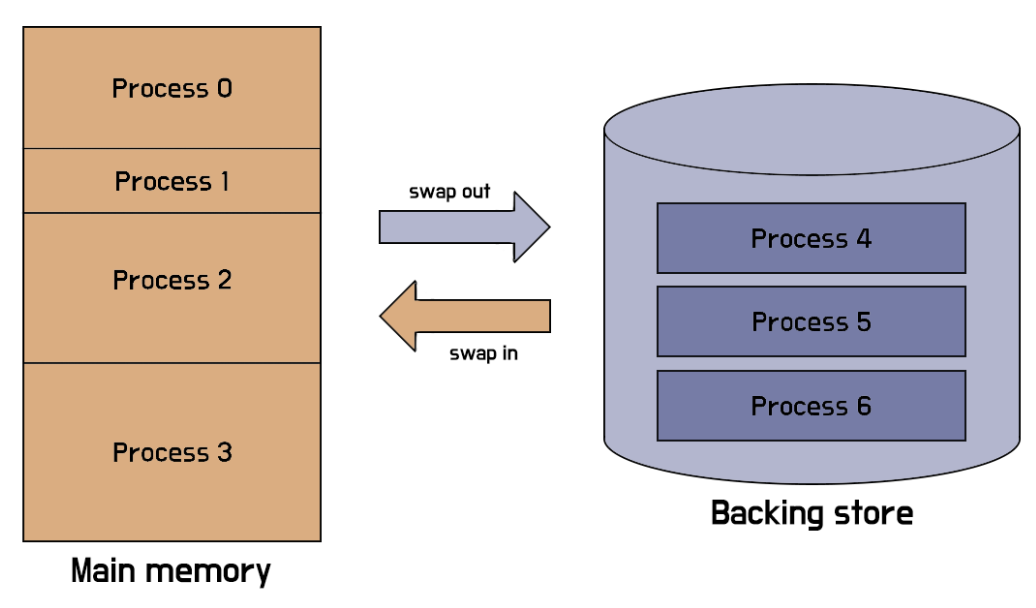 Process 0
Process 1
Process 2
Process 3
Main memory
swap out
swap in
Process 4
Process 5
Process 6
Backing store